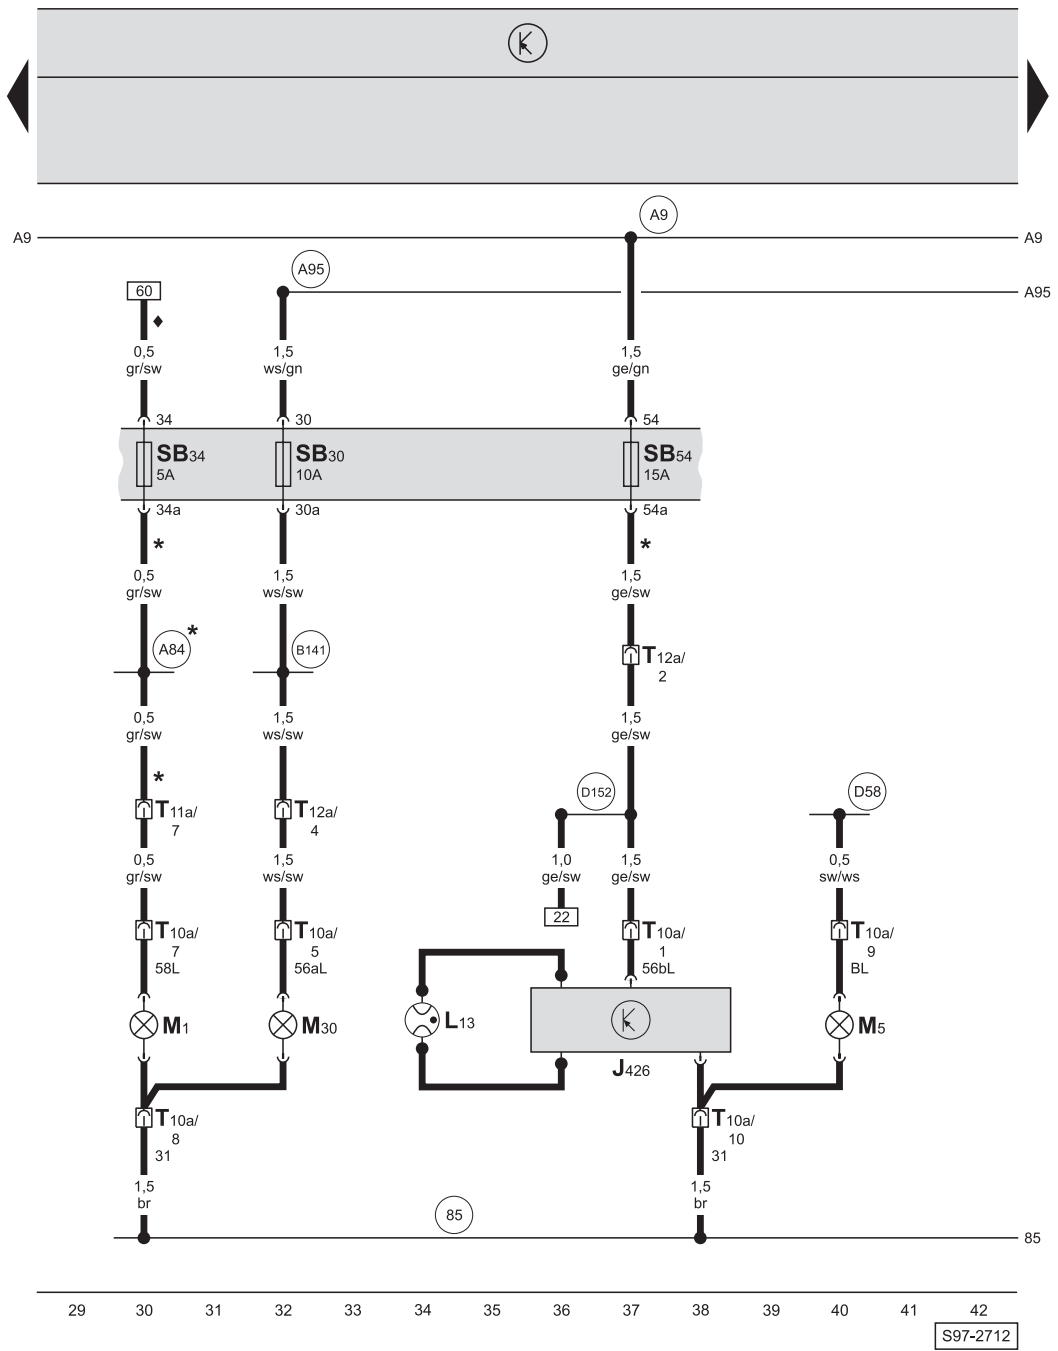 A9
A9 A9
A95
60 A95
0,5 1,5 1,5
gr/sw ws/gn ge/gn
34 30 54
SB34 SB30 SB54
5A 10A 15A
34a 30a 54a
* *
0,5 1,5 1,5
gr/sw ws/sw ge/sw
A84 * B141
T12a/
2
0,5 1,5 1,5
gr/sw ws/sw ge/sw
*
D152 D58
T11a/ T12a/
7 4
0,5 1,5 1,0 1,5 0,5
gr/sw ws/sw ge/sw ge/sw sw/ws
22
T10a/ T10a/ T10a/ T10a/
7 5 1 9
58L 56aL 56bL BL
M1 M30 L13 M5
J426
T10a/ T10a/
8 10
31 31
1,5 1,5
br br
85
85
29 30 31 32 33 34 35 36 37 38 39 40 41 42
S97-2712